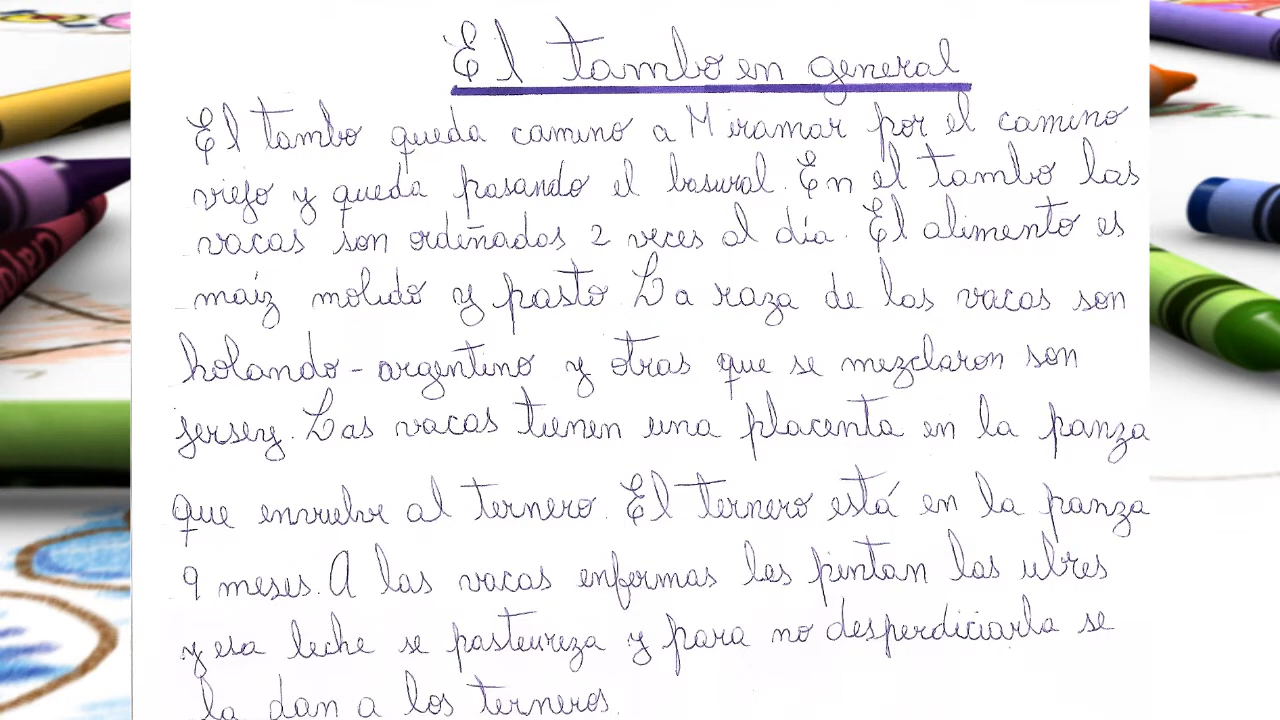 El tambo en general
El tambo queda camino a Miramar por el camino
viejo y queda pasando el basural. En el tambo las
vacas son ordeñadas 2 veces al día. El alimento es
maíz molido y pasto. La raza de las vacas son
holando-argentino y otras que se mezclaron son
jersey. Las vacas tienen una placenta en la panza
que envuelve al ternero. El ternero está en la panza
9 meses. A las vacas enfermas les pintan las ubres
y esa leche se pasteuriza y para no desperdiciarla se
la dan a los terneros.